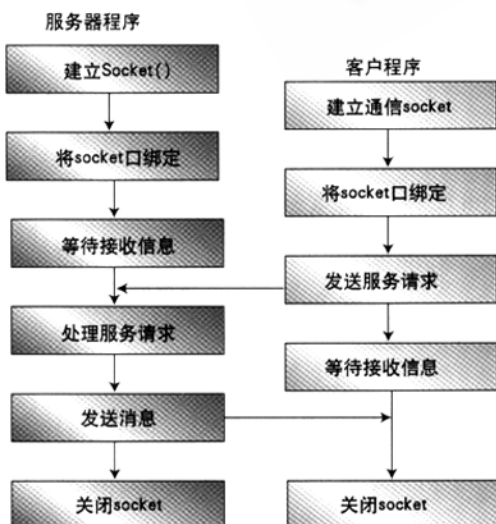 服务器程序
建立Socket()
将socket口绑定
等待接收信息
处理服务请求
发送消息
关闭socket
客户程序
建立通信socket
将socket口绑定
发送服务请求
等待接收信息
关闭socket